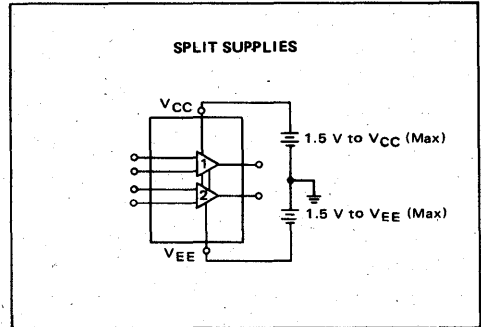 SPLIT SUPPLIES
VCC
1.5 V to VCC (Max)
1
2
1.5 V to VEE (Max)
VEE